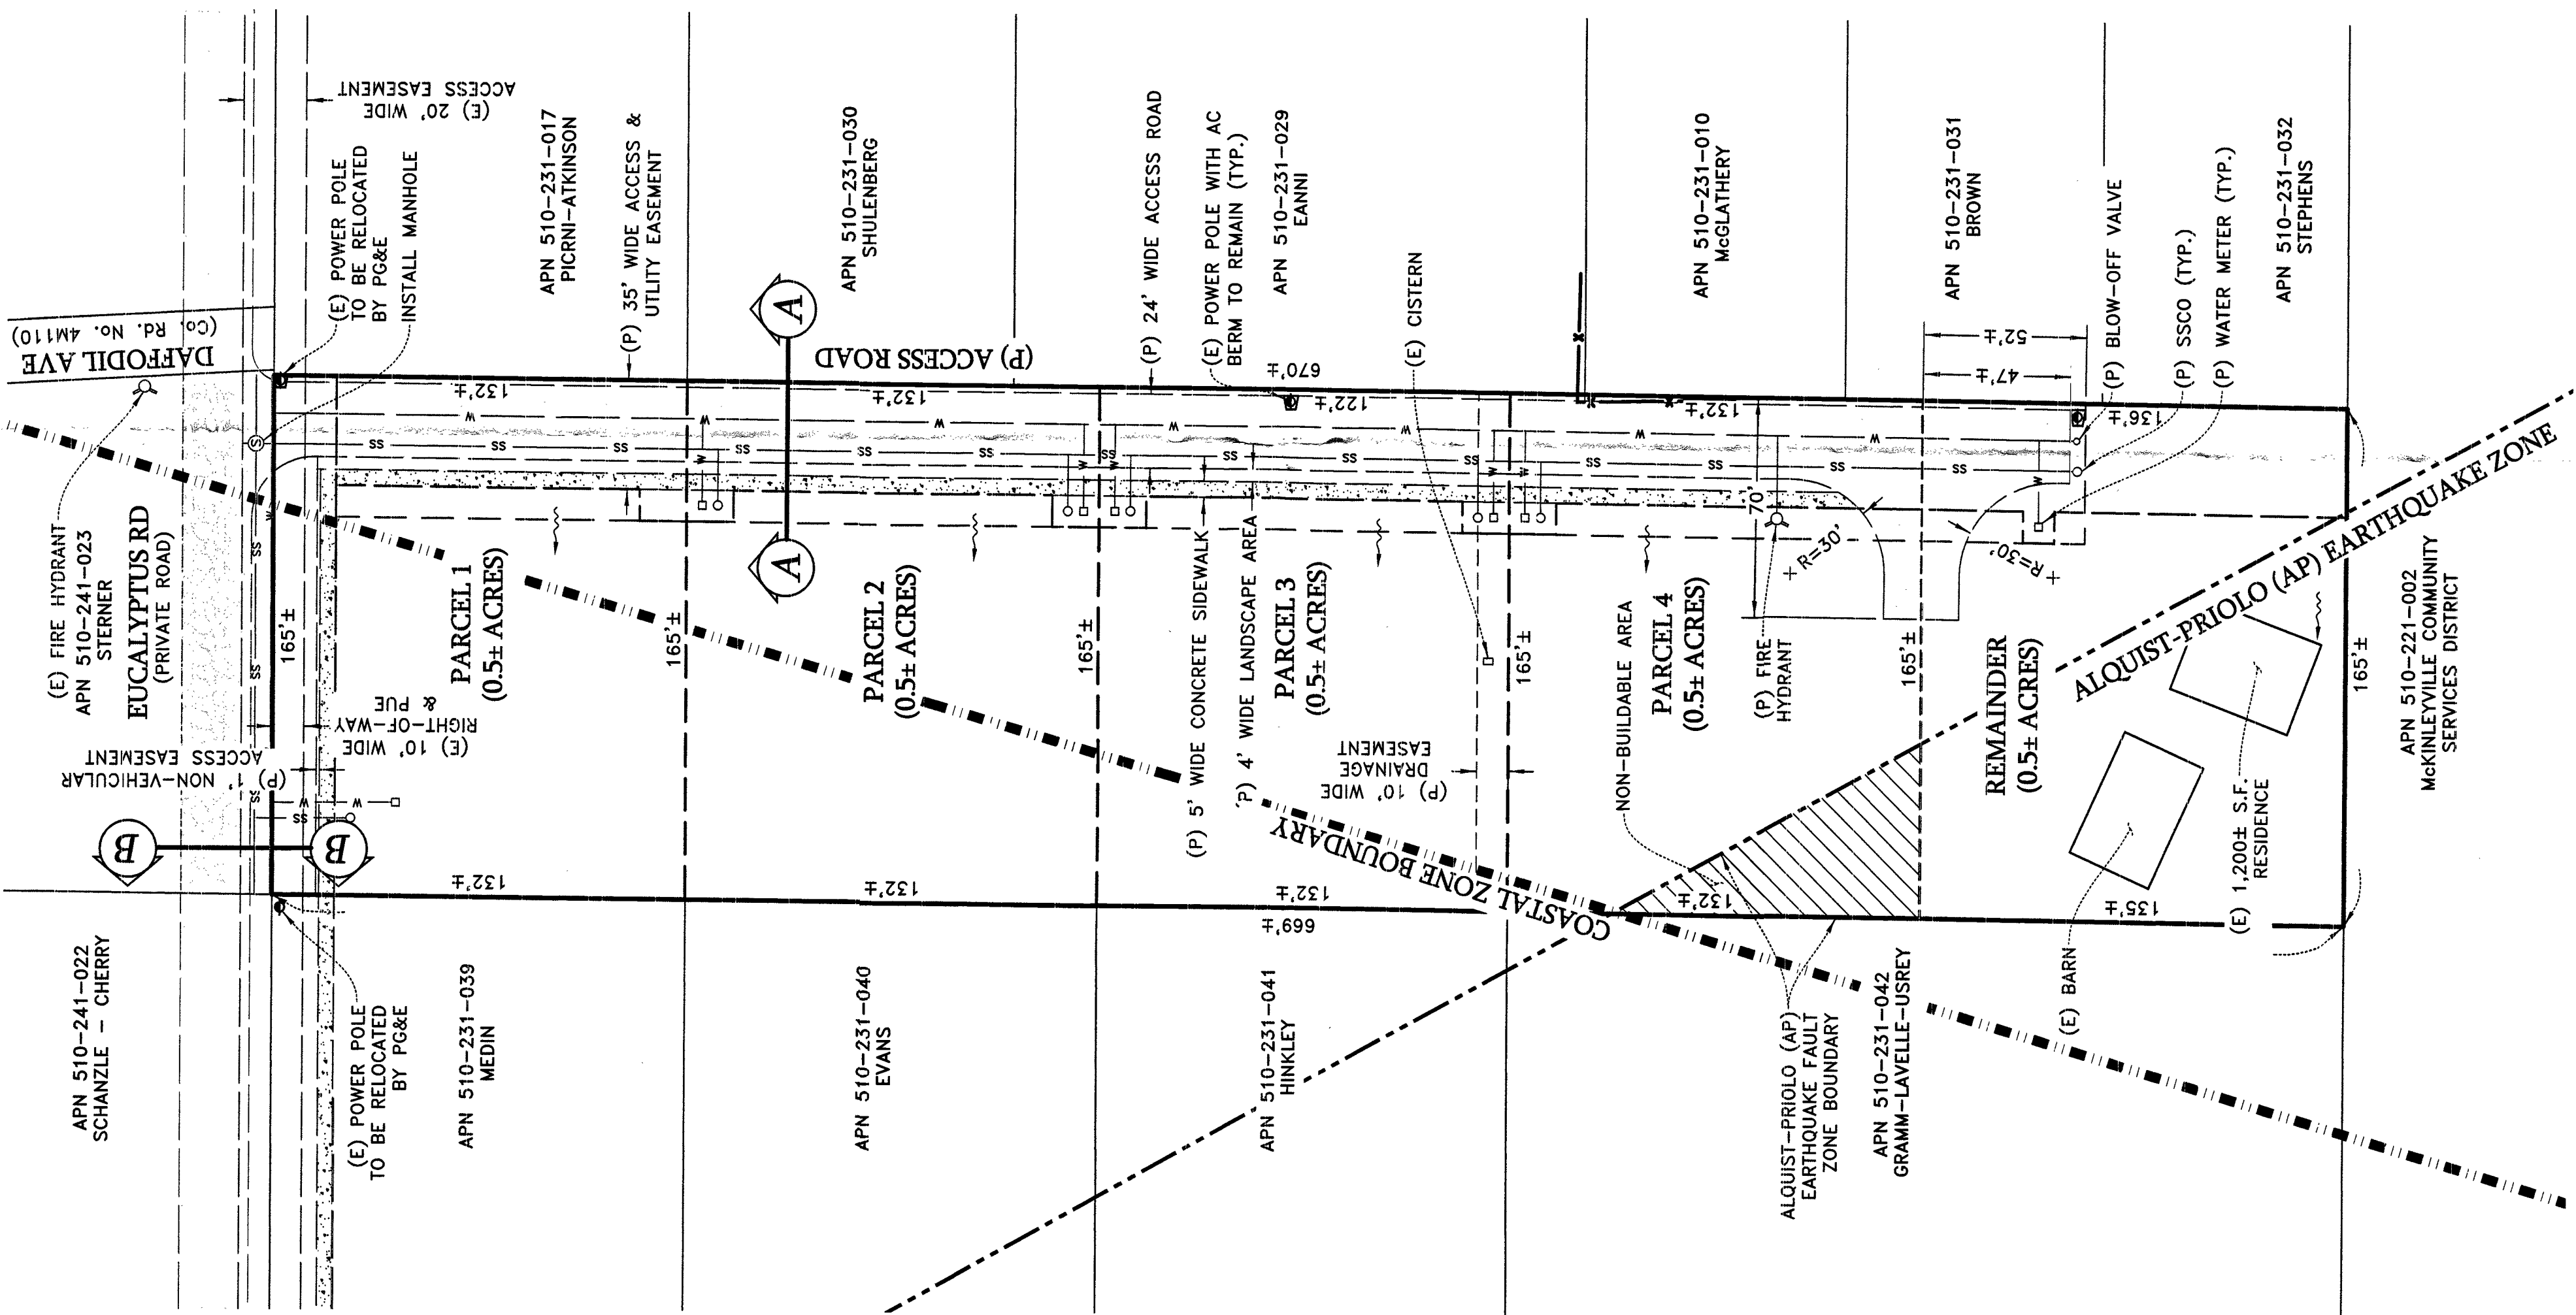 (E) 20' WIDE
ACCESS EASEMENT
DAFFODIL AVE
(Co. Rd. No. 4M110)
(E) POWER POLE
TO BE RELOCATED
BY PG&E
INSTALL MANHOLE
APN 510-231-017
PICRNI-ATKINSON
(P) 35' WIDE ACCESS &
UTLITY EASEMENT
APN 510-231-030
SHULENBERG
(P) 24' WIDE ACCESS ROAD
(E) POWER POLE WITH AC
BERM TO REMAIN (TYP.)
APN 510-231-029
EANNI
(E) CISTERN
APN 510-231-010
McGLATHERY
APN 510-231-031
BROWN
(P) BLOW-OFF VALVE
(P) SSCO (TYP.)
(P) WATER METER (TYP.)
APN 510-231-032
STEPHENS
(P) ACCESS ROAD
A
A
670'±
132'±
132'±
122'±
132'±
136'±
52'±
47'±
70'
R=30'
R=30'
(E) FIRE HYDRANT
APN 510-241-023
STERNER
EUCALYPTUS RD
(PRIVATE ROAD)
165'±
PARCEL 1
(0.5± ACRES)
165'±
PARCEL 2
(0.5± ACRES)
165'±
(P) 5' WIDE CONCRETE SIDEWALK
P) 4' WIDE LANDSCAPE AREA
PARCEL 3
(0.5± ACRES)
165'±
NON-BUILDABLE AREA
PARCEL 4
(0.5± ACRES)
(P) FIRE
HYDRANT
165'±
REMAINDER
(0.5± ACRES)
ALQUIST-PRIOLO (AP) EARTHQUAKE ZONE
165'±
APN 510-221-002
McKINLEYVILLE COMMUNITY
SERVICES DISTRICT
(E) 10' WIDE
RIGHT-OF-WAY
& PUE
(P) 1' NON-VEHICULAR
ACCESS EASEMENT
(P) 10' WIDE
DRAINAGE
EASEMENT
B
B
COASTAL ZONE BOUNDARY
132'±
132'±
132'±
669'±
132'±
135'±
(E) 1,200± S.F.
RESIDENCE
(E) BARN
APN 510-241-022
SCHANZLE - CHERRY
(E) POWER POLE
TO BE RELOCATED
BY PG&E
APN 510-231-039
MEDIN
APN 510-231-040
EVANS
APN 510-231-041
HINKLEY
ALQUIST-PRIOLO (AP)
EARTHQUAKE FAULT
ZONE BOUNDARY
APN 510-231-042
GRAMM-LAVELLE-USREY
W W W W W W W
SS SS SS SS SS SS SS SS SS SS
S